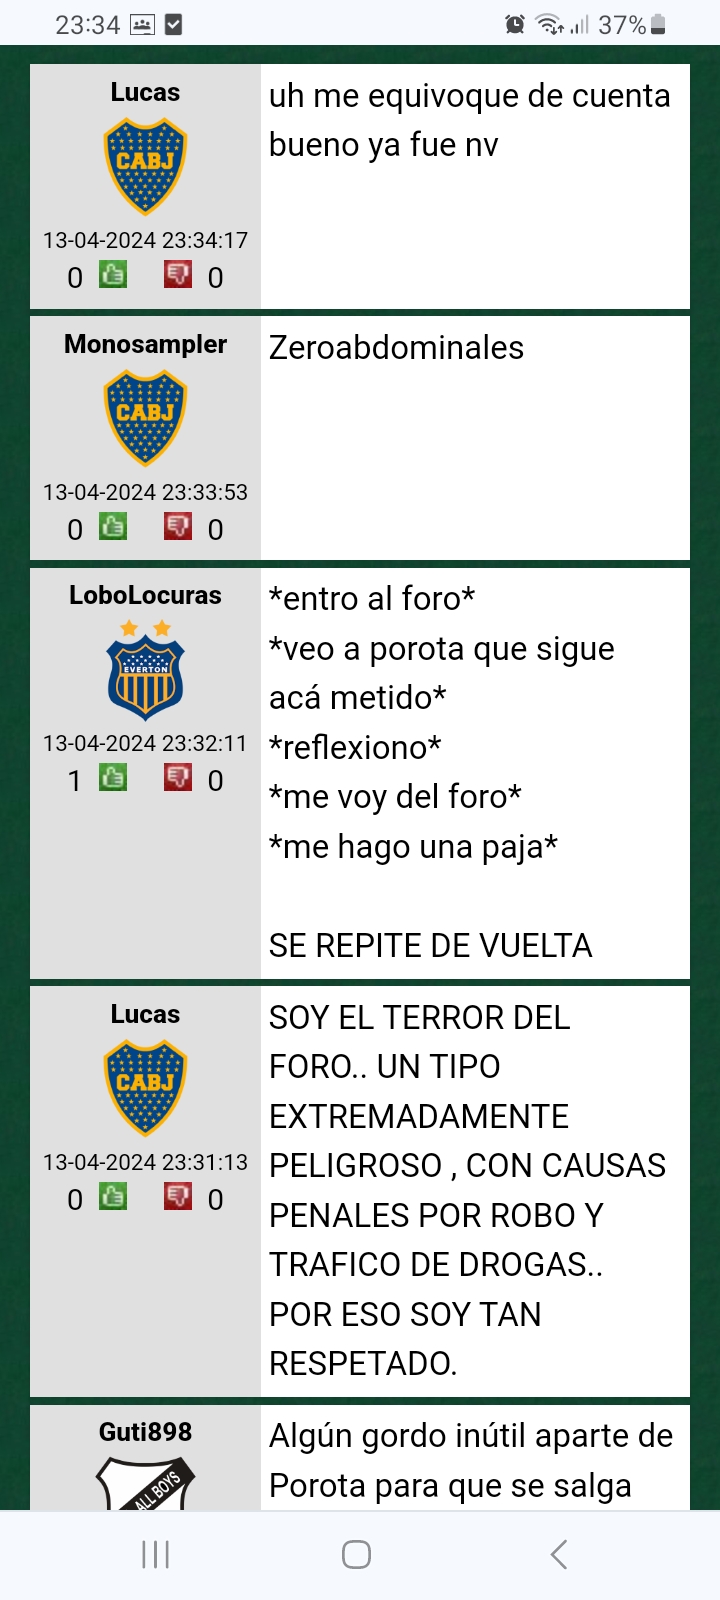 23:34
37%
Lucas
CABJ
13-04-2024 23:34:17
0 0
uh me equivoque de cuenta
bueno ya fue nv
Monosampler
CABJ
13-04-2024 23:33:53
0 0
Zeroabdominales
LoboLocuras
EVERTON
13-04-2024 23:32:11
1 0
*entro al foro*
*veo a porota que sigue
acá metido*
*reflexiono*
*me voy del foro*
*me hago una paja*
SE REPITE DE VUELTA
Lucas
CABJ
13-04-2024 23:31:13
0 0
SOY EL TERROR DEL
FORO.. UN TIPO
EXTREMADAMENTE
PELIGROSO , CON CAUSAS
PENALES POR ROBO Y
TRAFICO DE DROGAS..
POR ESO SOY TAN
RESPETADO.
Guti898
ALL BOYS
Algún gordo inútil aparte de
Porota para que se salga